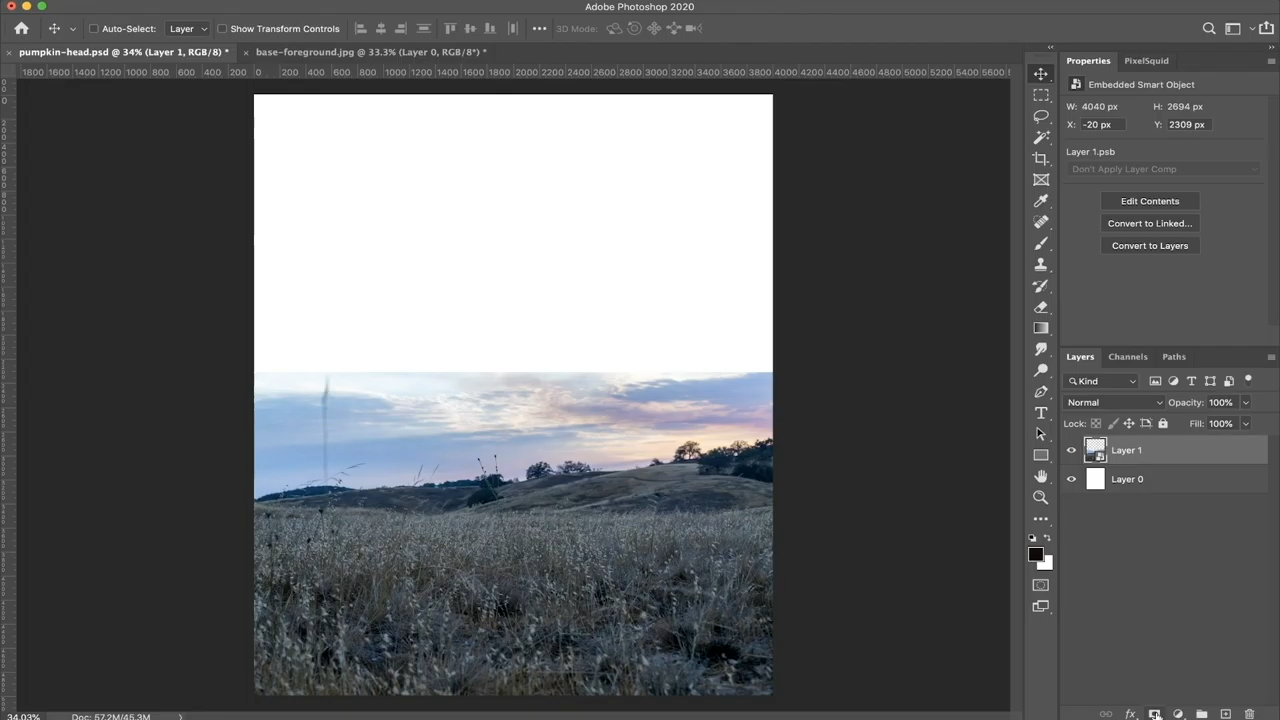 Adobe Photoshop 2020
Auto-Select: Layer Show Transform Controls 3D Mode:
pumpkin-head.psd @ 34% (Layer 1, RGB/8) * base-foreground.jpg @ 33.3% (Layer 0, RGB/8*) *
1800 1600 1400 1200 1000 800 600 400 200 0 200 400 600 800 1000 1200 1400 1600 1800 2000 2200 2400 2600 2800 3000 3200 3400 3600 3800 4000 4200 4400 4600 4800 5000 5200 5400 5600
Properties PixelSquid
Embedded Smart Object
W: 4040 px H: 2694 px
X: -20 px Y: 2309 px
Layer 1.psb
Don't Apply Layer Comp
Edit Contents
Convert to Linked...
Convert to Layers
Layers Channels Paths
Kind
Normal Opacity: 100%
Lock: Fill: 100%
Layer 1
Layer 0
34.03% Doc: 57.2M/45.3M